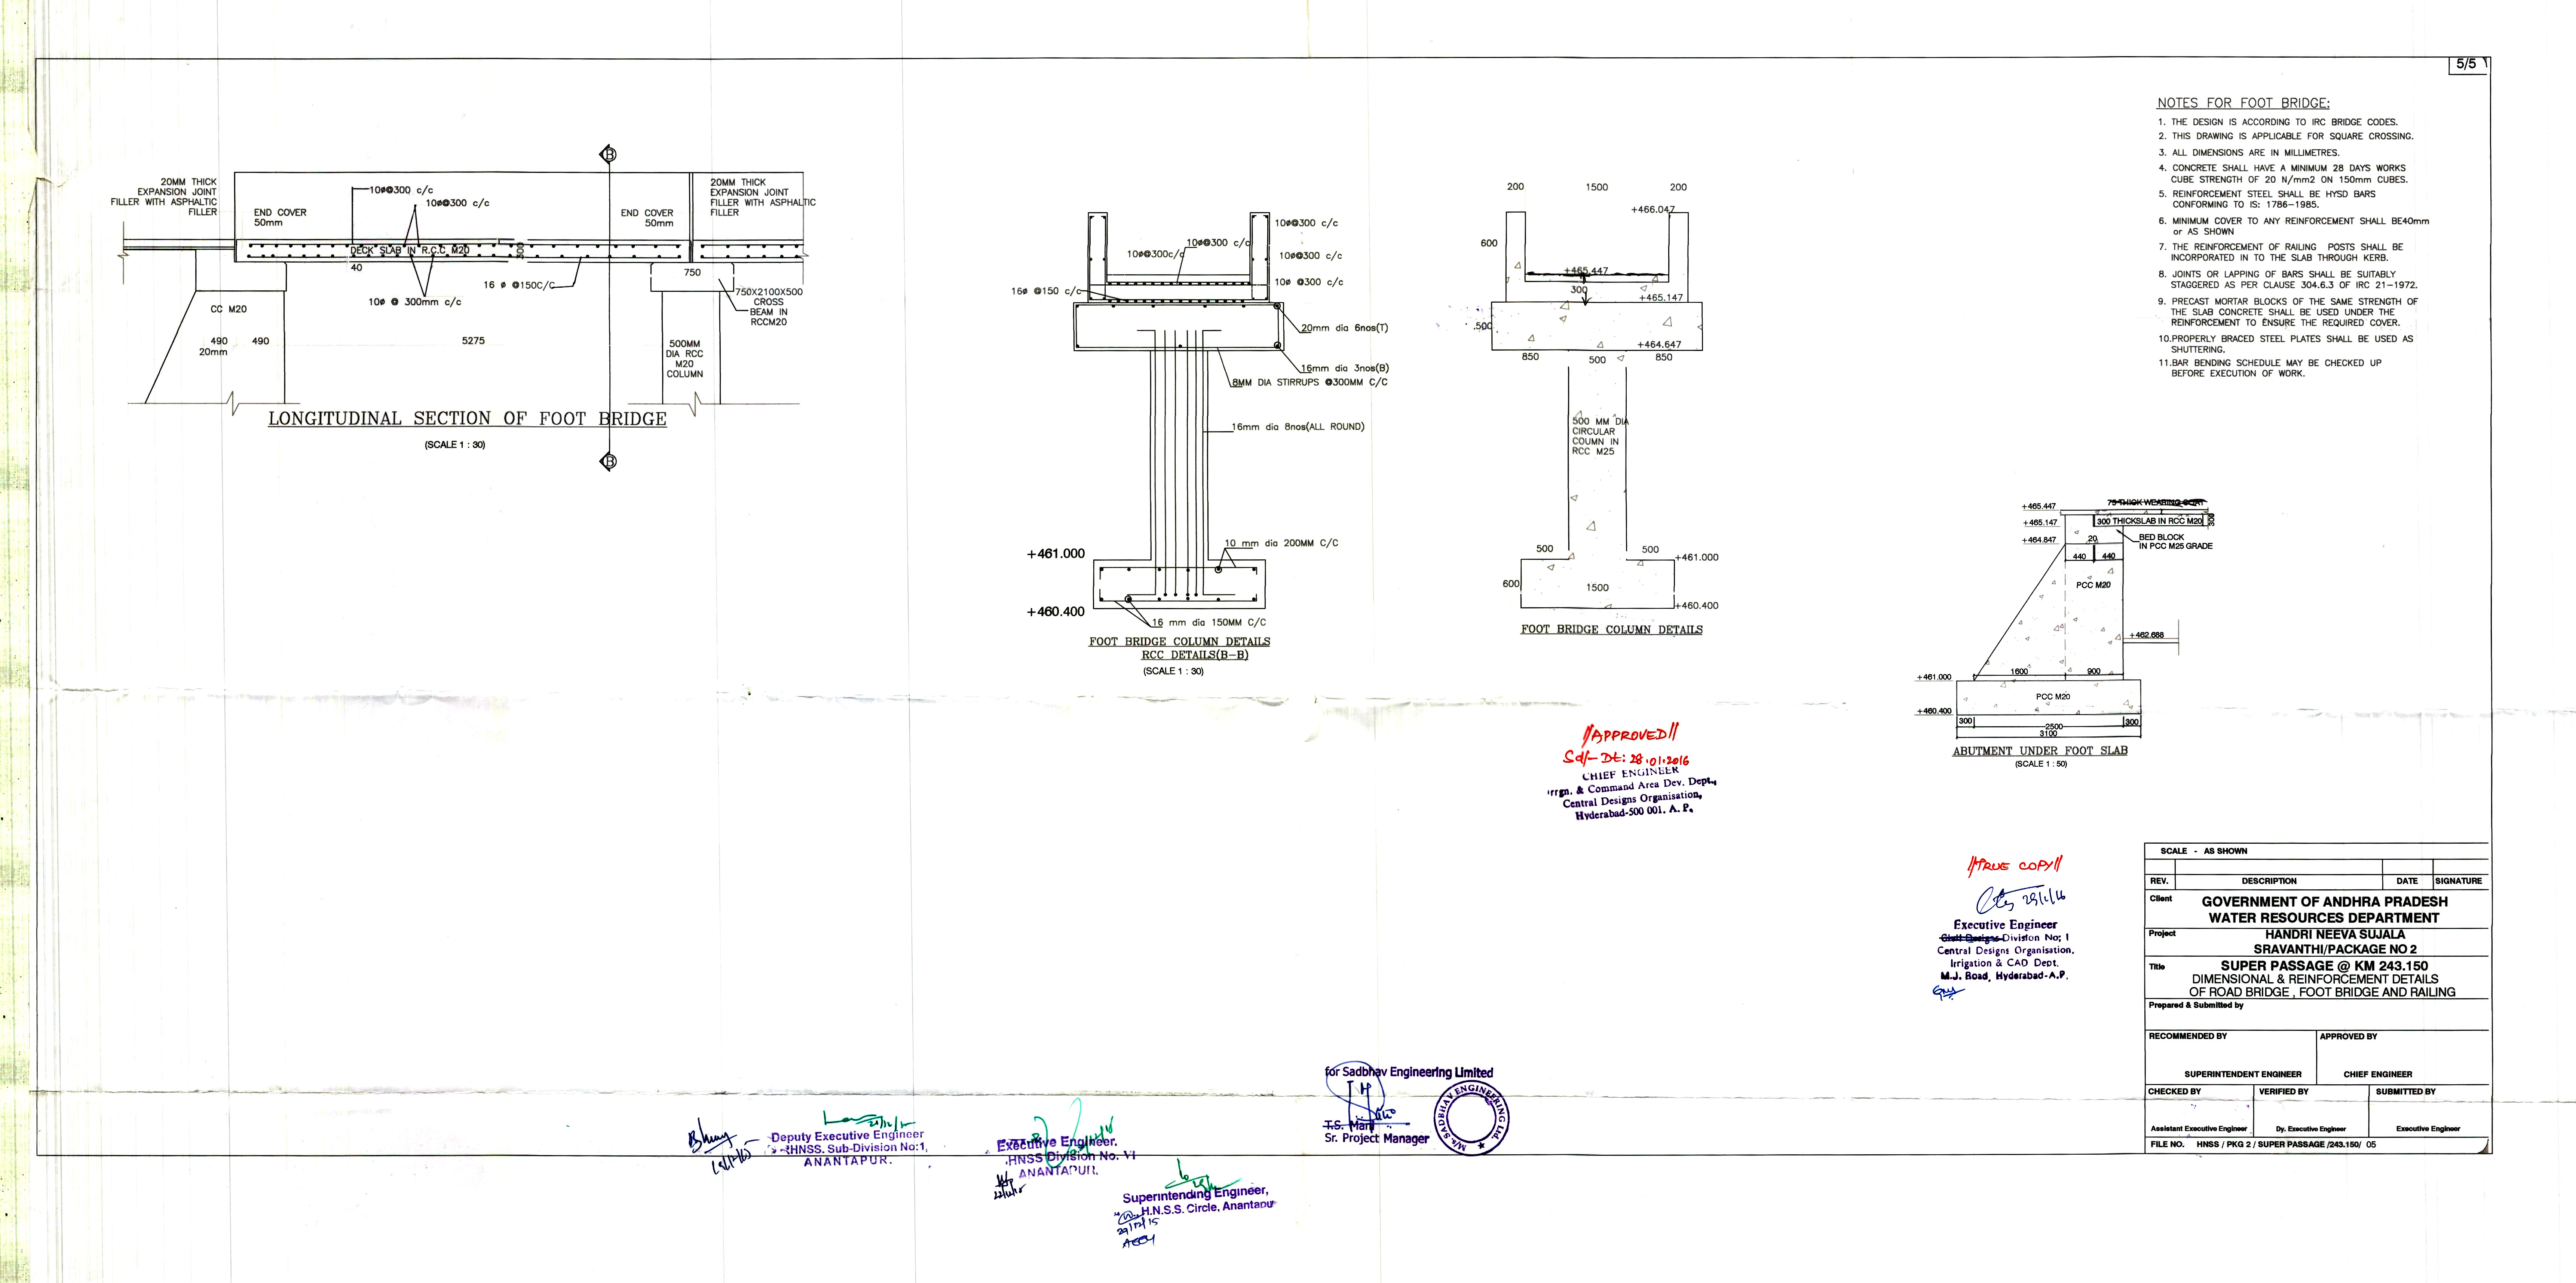 5/5
20MM THICK
EXPANSION JOINT
FILLER WITH ASPHALTIC
FILLER
END COVER
50mm
10ø@300 c/c
10ø@300 c/c
END COVER
50mm
20MM THICK
EXPANSION JOINT
FILLER WITH ASPHALTIC
FILLER
B
DECK SLAB IN R.C.C M20
300
40
10ø @ 300mm c/c
16 ø @150C/C
750
750X2100X500
CROSS
BEAM IN
RCCM20
CC M20
490 490
20mm
5275
500MM
DIA RCC
M20
COLUMN
B
LONGITUDINAL SECTION OF FOOT BRIDGE
(SCALE 1 : 30)
10ø@300 c/c
10ø@300 c/c
10ø@300c/c
10ø@300 c/c
10ø @300 c/c
16ø @150 c/c
20mm dia 6nos(T)
16mm dia 3nos(B)
8MM DIA STIRRUPS @300MM C/C
16mm dia 8nos(ALL ROUND)
10 mm dia 200MM C/C
+461.000
+460.400
16 mm dia 150MM C/C
FOOT BRIDGE COLUMN DETAILS
RCC DETAILS(B-B)
(SCALE 1 : 30)
200 1500 200
+466.047
600
+465.447
300
+465.147
500
+464.647
850 500 850
500 MM DIA
CIRCULAR
COUMN IN
RCC M25
500 500
+461.000
600
1500
+460.400
FOOT BRIDGE COLUMN DETAILS
NOTES FOR FOOT BRIDGE:
1. THE DESIGN IS ACCORDING TO IRC BRIDGE CODES.
2. THIS DRAWING IS APPLICABLE FOR SQUARE CROSSING.
3. ALL DIMENSIONS ARE IN MILLIMETRES.
4. CONCRETE SHALL HAVE A MINIMUM 28 DAYS WORKS
CUBE STRENGTH OF 20 N/mm2 ON 150mm CUBES.
5. REINFORCEMENT STEEL SHALL BE HYSD BARS
CONFORMING TO IS: 1786-1985.
6. MINIMUM COVER TO ANY REINFORCEMENT SHALL BE40mm
or AS SHOWN
7. THE REINFORCEMENT OF RAILING POSTS SHALL BE
INCORPORATED IN TO THE SLAB THROUGH KERB.
8. JOINTS OR LAPPING OF BARS SHALL BE SUITABLY
STAGGERED AS PER CLAUSE 304.6.3 OF IRC 21-1972.
9. PRECAST MORTAR BLOCKS OF THE SAME STRENGTH OF
THE SLAB CONCRETE SHALL BE USED UNDER THE
REINFORCEMENT TO ENSURE THE REQUIRED COVER.
10.PROPERLY BRACED STEEL PLATES SHALL BE USED AS
SHUTTERING.
11.BAR BENDING SCHEDULE MAY BE CHECKED UP
BEFORE EXECUTION OF WORK.
75 THICK WEARING COAT
+465.447
+465.147
300 THICKSLAB IN RCC M20
300
+464.847
20
BED BLOCK
IN PCC M25 GRADE
440 440
PCC M20
+462.688
1600 900
+461.000
PCC M20
+460.400
300 2500 300
3100
ABUTMENT UNDER FOOT SLAB
(SCALE 1 : 50)
//APPROVED//
Sd/- Dt: 28.01.2016
CHIEF ENGINEER
Irrgn. & Command Area Dev. Dept.,
Central Designs Organisation,
Hyderabad-500 001. A. P.
//TRUE COPY//
29/1/16
Executive Engineer
Division No; 1
Central Designs Organisation,
Irrigation & CAD Dept.
M.J. Road, Hyderabad-A.P.
SCALE - AS SHOWN
REV. DESCRIPTION DATE SIGNATURE
Client GOVERNMENT OF ANDHRA PRADESH
WATER RESOURCES DEPARTMENT
Project HANDRI NEEVA SUJALA
SRAVANTHI/PACKAGE NO 2
Title SUPER PASSAGE @ KM 243.150
DIMENSIONAL & REINFORCEMENT DETAILS
OF ROAD BRIDGE , FOOT BRIDGE AND RAILING
Prepared & Submitted by
RECOMMENDED BY APPROVED BY
SUPERINTENDENT ENGINEER CHIEF ENGINEER
CHECKED BY VERIFIED BY SUBMITTED BY
Assistant Executive Engineer Dy. Executive Engineer Executive Engineer
FILE NO. HNSS / PKG 2 / SUPER PASSAGE /243.150/ 05
for Sadbhav Engineering Limited
T.S. Mani
Sr. Project Manager
M/s. SADBHAV ENGINEERING Ltd.
Deputy Executive Engineer
HNSS. Sub-Division No:1,
ANANTAPUR.
Executive Engineer,
HNSS Division No. VI
ANANTAPUR.
Superintending Engineer,
H.N.S.S. Circle, Anantapur